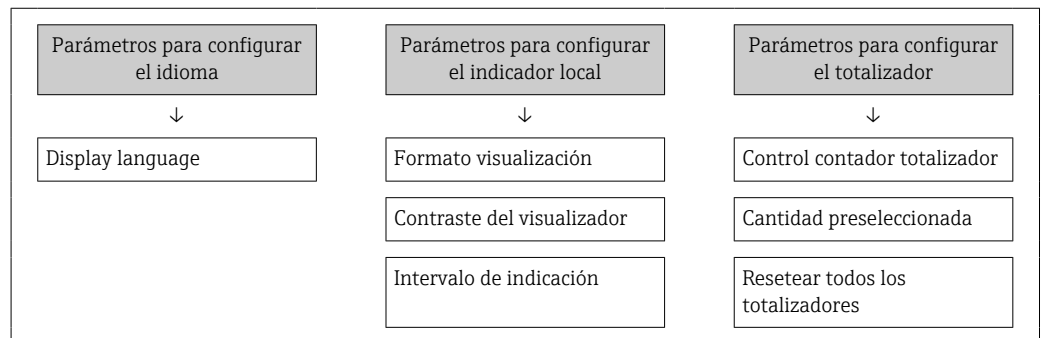 Parámetros para configurar
el idioma
Parámetros para configurar
el indicador local
Parámetros para configurar
el totalizador
↓
↓
↓
Display language
Formato visualización
Control contador totalizador
Contraste del visualizador
Cantidad preseleccionada
Intervalo de indicación
Resetear todos los
totalizadores